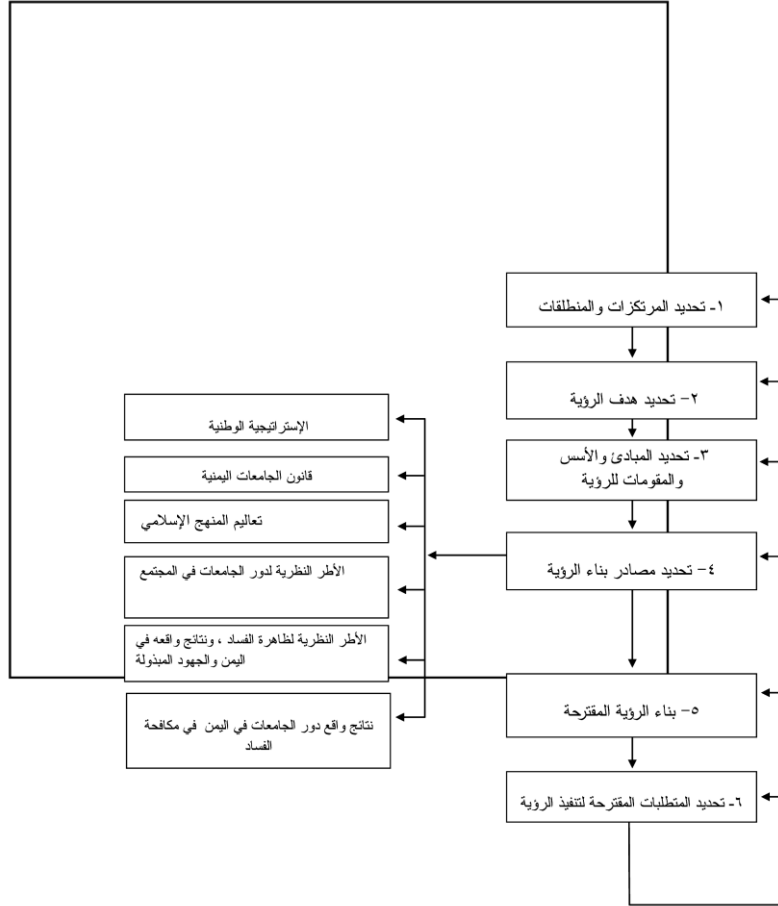 ١- تحديد المرتكزات والمنطلقات
٢- تحديد هدف الرؤية
٣- تحديد المبادئ والأسس
والمقومات للرؤية
٤- تحديد مصادر بناء الرؤية
الإستراتيجية الوطنية
قانون الجامعات اليمنية
تعاليم المنهج الإسلامي
الأطر النظرية لدور الجامعات في المجتمع
الأطر النظرية لظاهرة الفساد ، ونتائج واقعه في
اليمن والجهود المبذولة
نتائج واقع دور الجامعات في اليمن في مكافحة
الفساد
٥- بناء الرؤية المقترحة
٦- تحديد المتطلبات المقترحة لتنفيذ الرؤية